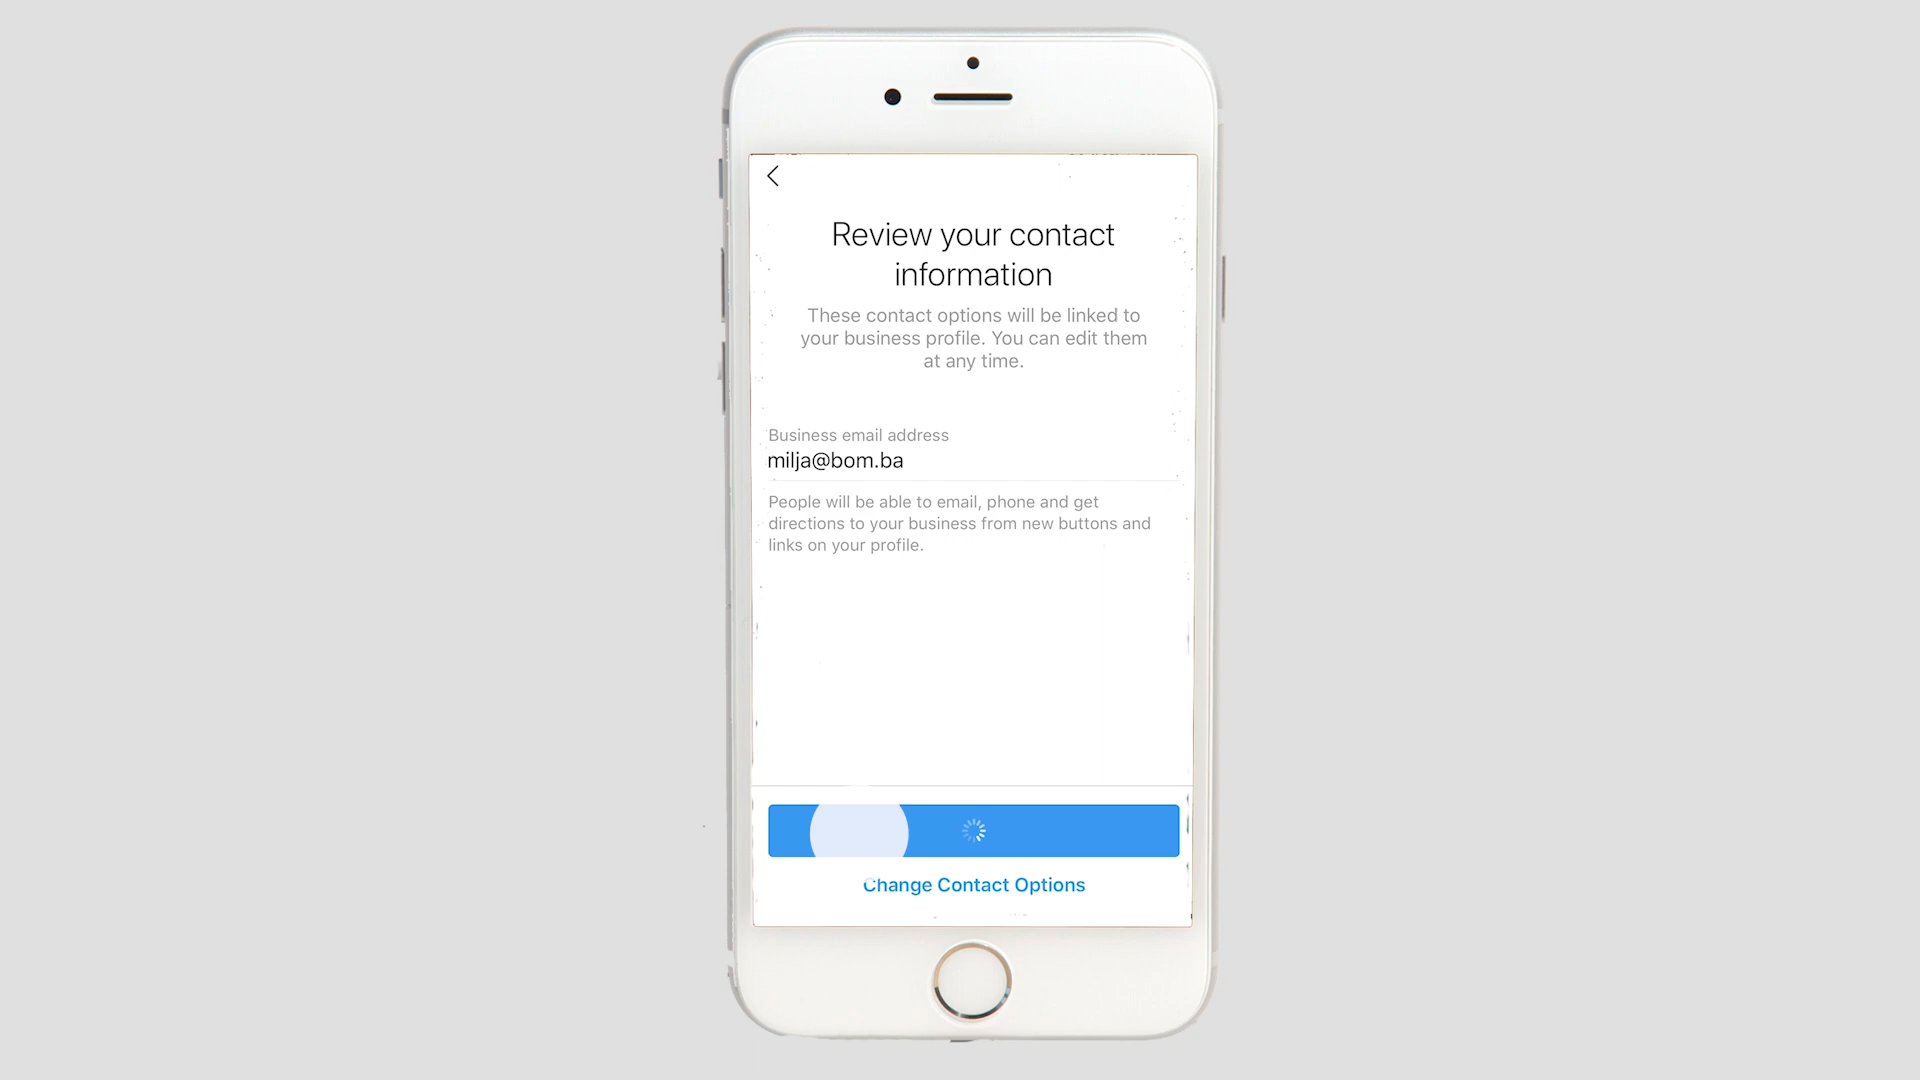 Review your contact
information
These contact options will be linked to
your business profile. You can edit them
at any time.
Business email address
milja@bom.ba
People will be able to email, phone and get
directions to your business from new buttons and
links on your profile.
Change Contact Options